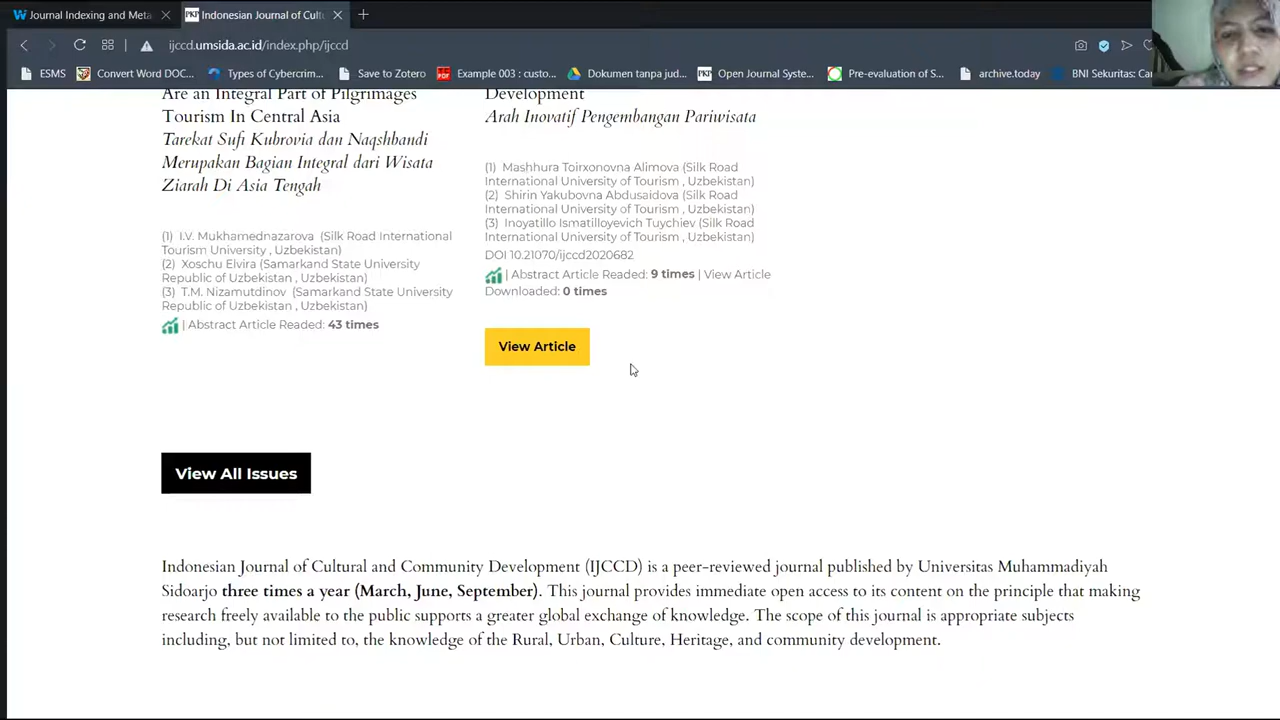 Journal Indexing and Meta
Indonesian Journal of Cultu
ijccd.umsida.ac.id/index.php/ijccd
ESMS
Convert Word DOC...
Types of Cybercrim...
Save to Zotero
Example 003 : custo...
Dokumen tanpa jud...
Open Journal Syste...
Pre-evaluation of S...
archive.today
BNI Sekuritas: Car
Are an Integral Part of Pilgrimages
Tourism In Central Asia
Tarekat Sufi Kubrovia dan Naqshbandi
Merupakan Bagian Integral dari Wisata
Ziarah Di Asia Tengah
(1) I.V. Mukhamednazarova (Silk Road International
Tourism University , Uzbekistan)
(2) Xoschu Elvira (Samarkand State University
Republic of Uzbekistan , Uzbekistan)
(3) T.M. Nizamutdinov (Samarkand State University
Republic of Uzbekistan , Uzbekistan)
| Abstract Article Readed: 43 times
Development
Arah Inovatif Pengembangan Pariwisata
(1) Mashhura Toirxonovna Alimova (Silk Road
International University of Tourism , Uzbekistan)
(2) Shirin Yakubovna Abdusaidova (Silk Road
International University of Tourism , Uzbekistan)
(3) Inoyatillo Ismatilloyevich Tuychiev (Silk Road
International University of Tourism , Uzbekistan)
DOI 10.21070/ijccd2020682
| Abstract Article Readed: 9 times | View Article
Downloaded: 0 times
View Article
View All Issues
Indonesian Journal of Cultural and Community Development (IJCCD) is a peer-reviewed journal published by Universitas Muhammadiyah
Sidoarjo three times a year (March, June, September). This journal provides immediate open access to its content on the principle that making
research freely available to the public supports a greater global exchange of knowledge. The scope of this journal is appropriate subjects
including, but not limited to, the knowledge of the Rural, Urban, Culture, Heritage, and community development.